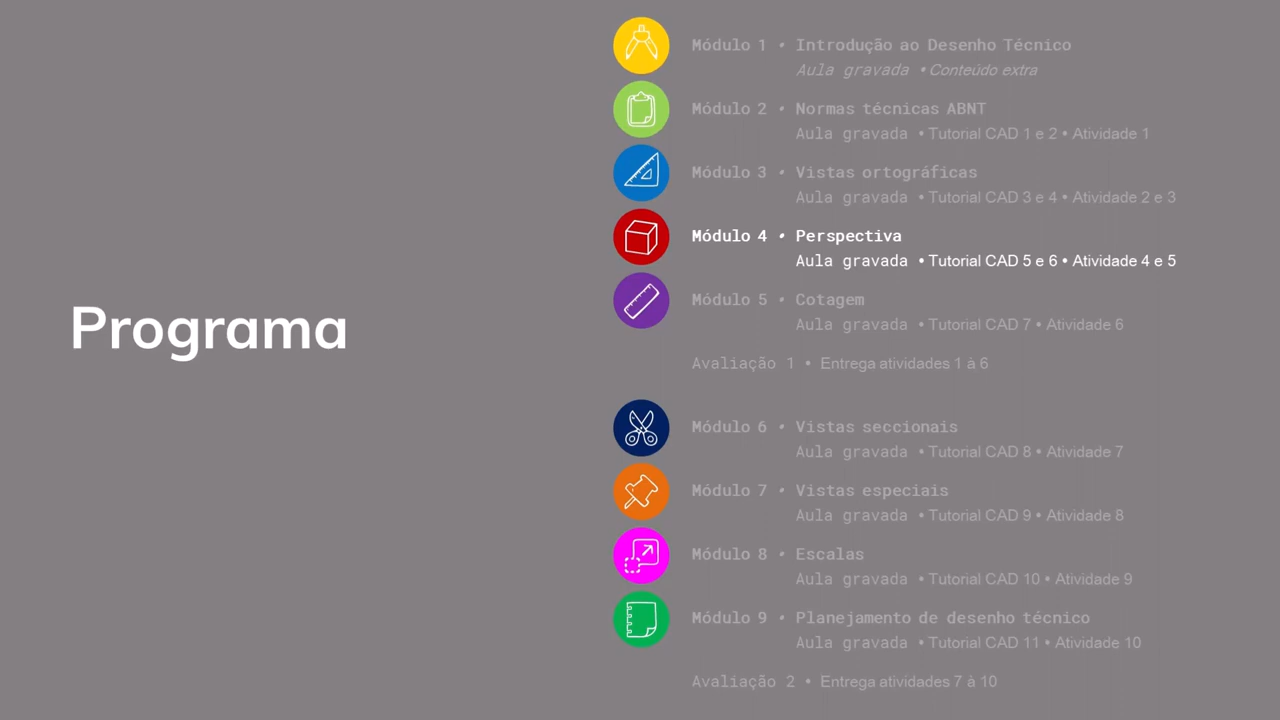 Programa
Módulo 1 • Introdução ao Desenho Técnico
Aula gravada • Conteúdo extra
Módulo 2 • Normas técnicas ABNT
Aula gravada • Tutorial CAD 1 e 2 • Atividade 1
Módulo 3 • Vistas ortográficas
Aula gravada • Tutorial CAD 3 e 4 • Atividade 2 e 3
Módulo 4 • Perspectiva
Aula gravada • Tutorial CAD 5 e 6 • Atividade 4 e 5
Módulo 5 • Cotagem
Aula gravada • Tutorial CAD 7 • Atividade 6
Avaliação 1 • Entrega atividades 1 à 6
Módulo 6 • Vistas seccionais
Aula gravada • Tutorial CAD 8 • Atividade 7
Módulo 7 • Vistas especiais
Aula gravada • Tutorial CAD 9 • Atividade 8
Módulo 8 • Escalas
Aula gravada • Tutorial CAD 10 • Atividade 9
Módulo 9 • Planejamento de desenho técnico
Aula gravada • Tutorial CAD 11 • Atividade 10
Avaliação 2 • Entrega atividades 7 à 10